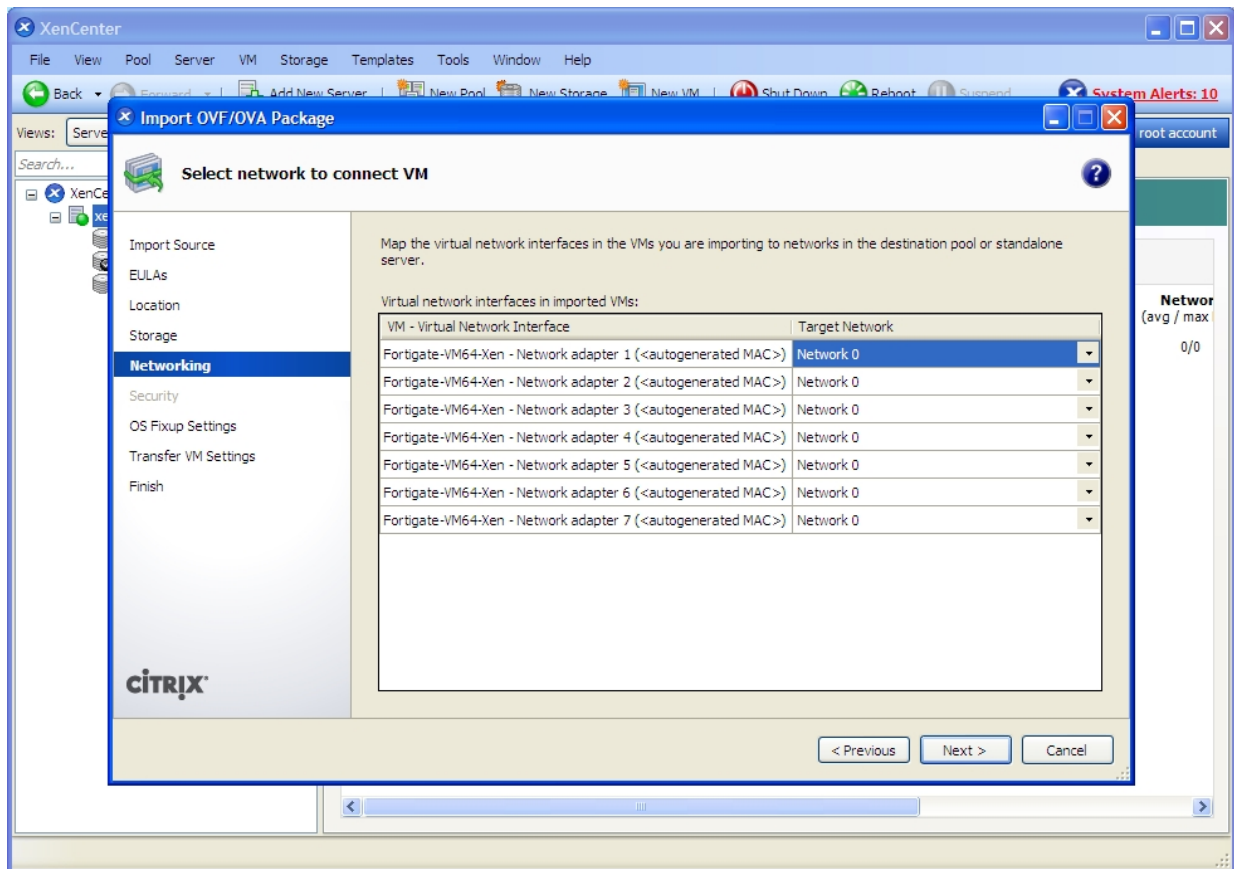 XenCenter
File View Pool Server VM Storage Templates Tools Window Help
Back Forward Add New Server New Pool New Storage New VM Shut Down Reboot Suspend System Alerts: 10
Import OVF/OVA Package
Views: Serve
root account
Search...
Select network to connect VM
XenCe
xe
Import Source
EULAs
Location
Storage
Networking
Security
OS Fixup Settings
Transfer VM Settings
Finish
Map the virtual network interfaces in the VMs you are importing to networks in the destination pool or standalone
server.
Virtual network interfaces in imported VMs:
VM - Virtual Network Interface Target Network
Fortigate-VM64-Xen - Network adapter 1 (<autogenerated MAC>) Network 0
Fortigate-VM64-Xen - Network adapter 2 (<autogenerated MAC>) Network 0
Fortigate-VM64-Xen - Network adapter 3 (<autogenerated MAC>) Network 0
Fortigate-VM64-Xen - Network adapter 4 (<autogenerated MAC>) Network 0
Fortigate-VM64-Xen - Network adapter 5 (<autogenerated MAC>) Network 0
Fortigate-VM64-Xen - Network adapter 6 (<autogenerated MAC>) Network 0
Fortigate-VM64-Xen - Network adapter 7 (<autogenerated MAC>) Network 0
Networ
(avg / max
0/0
CITRIX
< Previous Next > Cancel